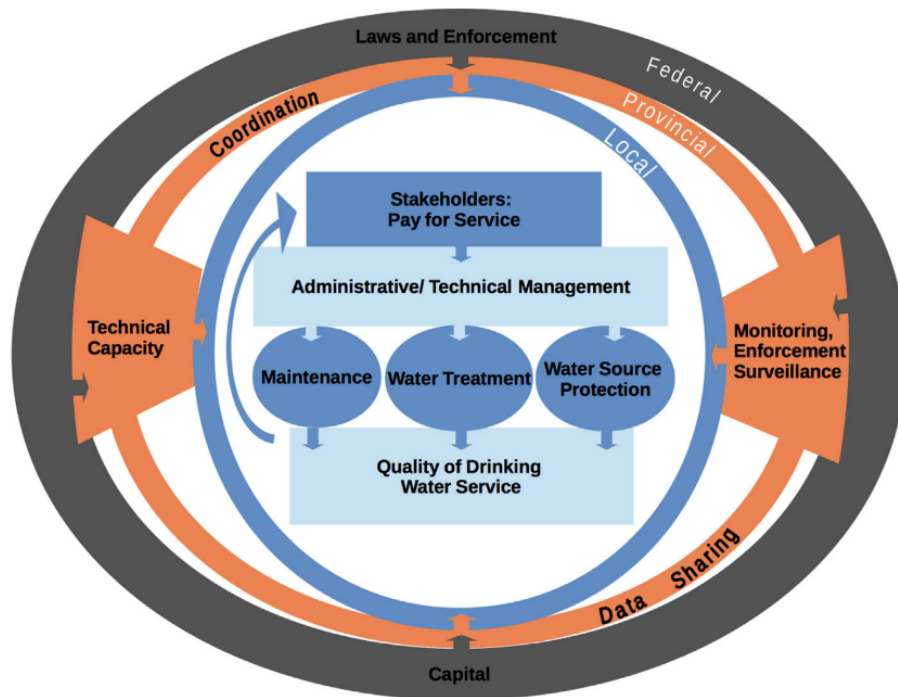 Laws and Enforcement
Federal
Provincial
Local
Coordination
Stakeholders:
Pay for Service
Administrative/ Technical Management
Technical
Capacity
Monitoring,
Enforcement
Surveillance
Maintenance
Water Treatment
Water Source
Protection
Quality of Drinking
Water Service
Data Sharing
Capital